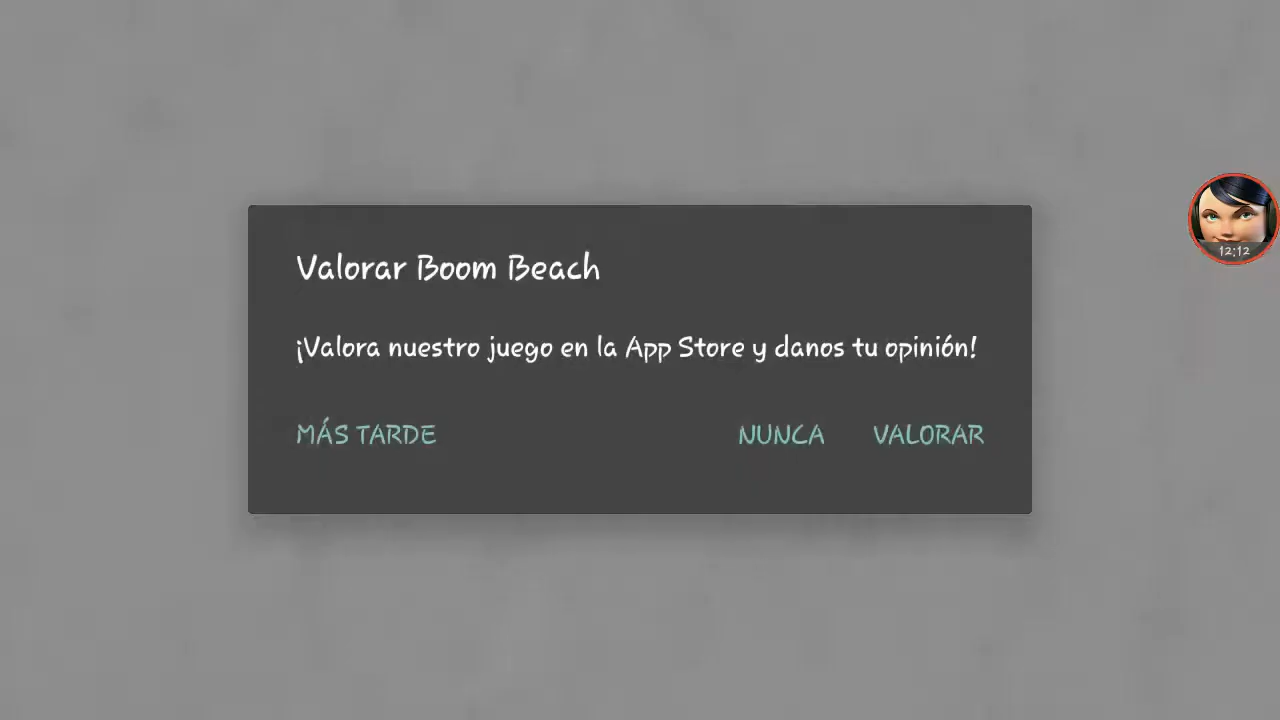 Valorar Boom Beach
¡Valora nuestro juego en la App Store y danos tu opinión!
MÁS TARDE NUNCA VALORAR
12:12